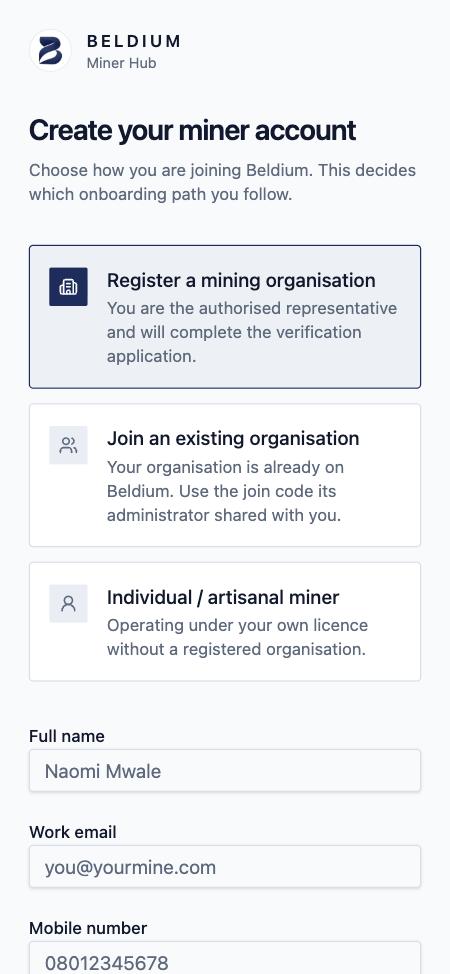 BELDIUM
Miner Hub
Create your miner account
Choose how you are joining Beldium. This decides
which onboarding path you follow.
Register a mining organisation
You are the authorised representative
and will complete the verification
application.
Join an existing organisation
Your organisation is already on
Beldium. Use the join code its
administrator shared with you.
Individual / artisanal miner
Operating under your own licence
without a registered organisation.
Full name
Naomi Mwale
Work email
you@yourmine.com
Mobile number
08012345678